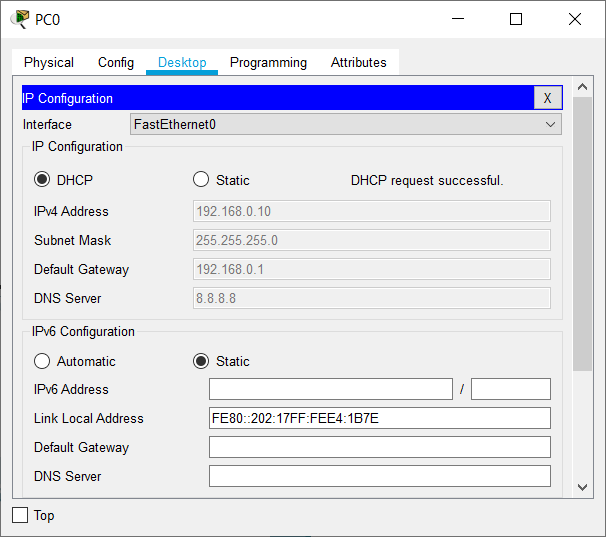 PC0
Physical Config Desktop Programming Attributes
IP Configuration X
Interface FastEthernet0
IP Configuration
DHCP Static DHCP request successful.
IPv4 Address 192.168.0.10
Subnet Mask 255.255.255.0
Default Gateway 192.168.0.1
DNS Server 8.8.8.8
IPv6 Configuration
Automatic Static
IPv6 Address /
Link Local Address FE80::202:17FF:FEE4:1B7E
Default Gateway
DNS Server
Top